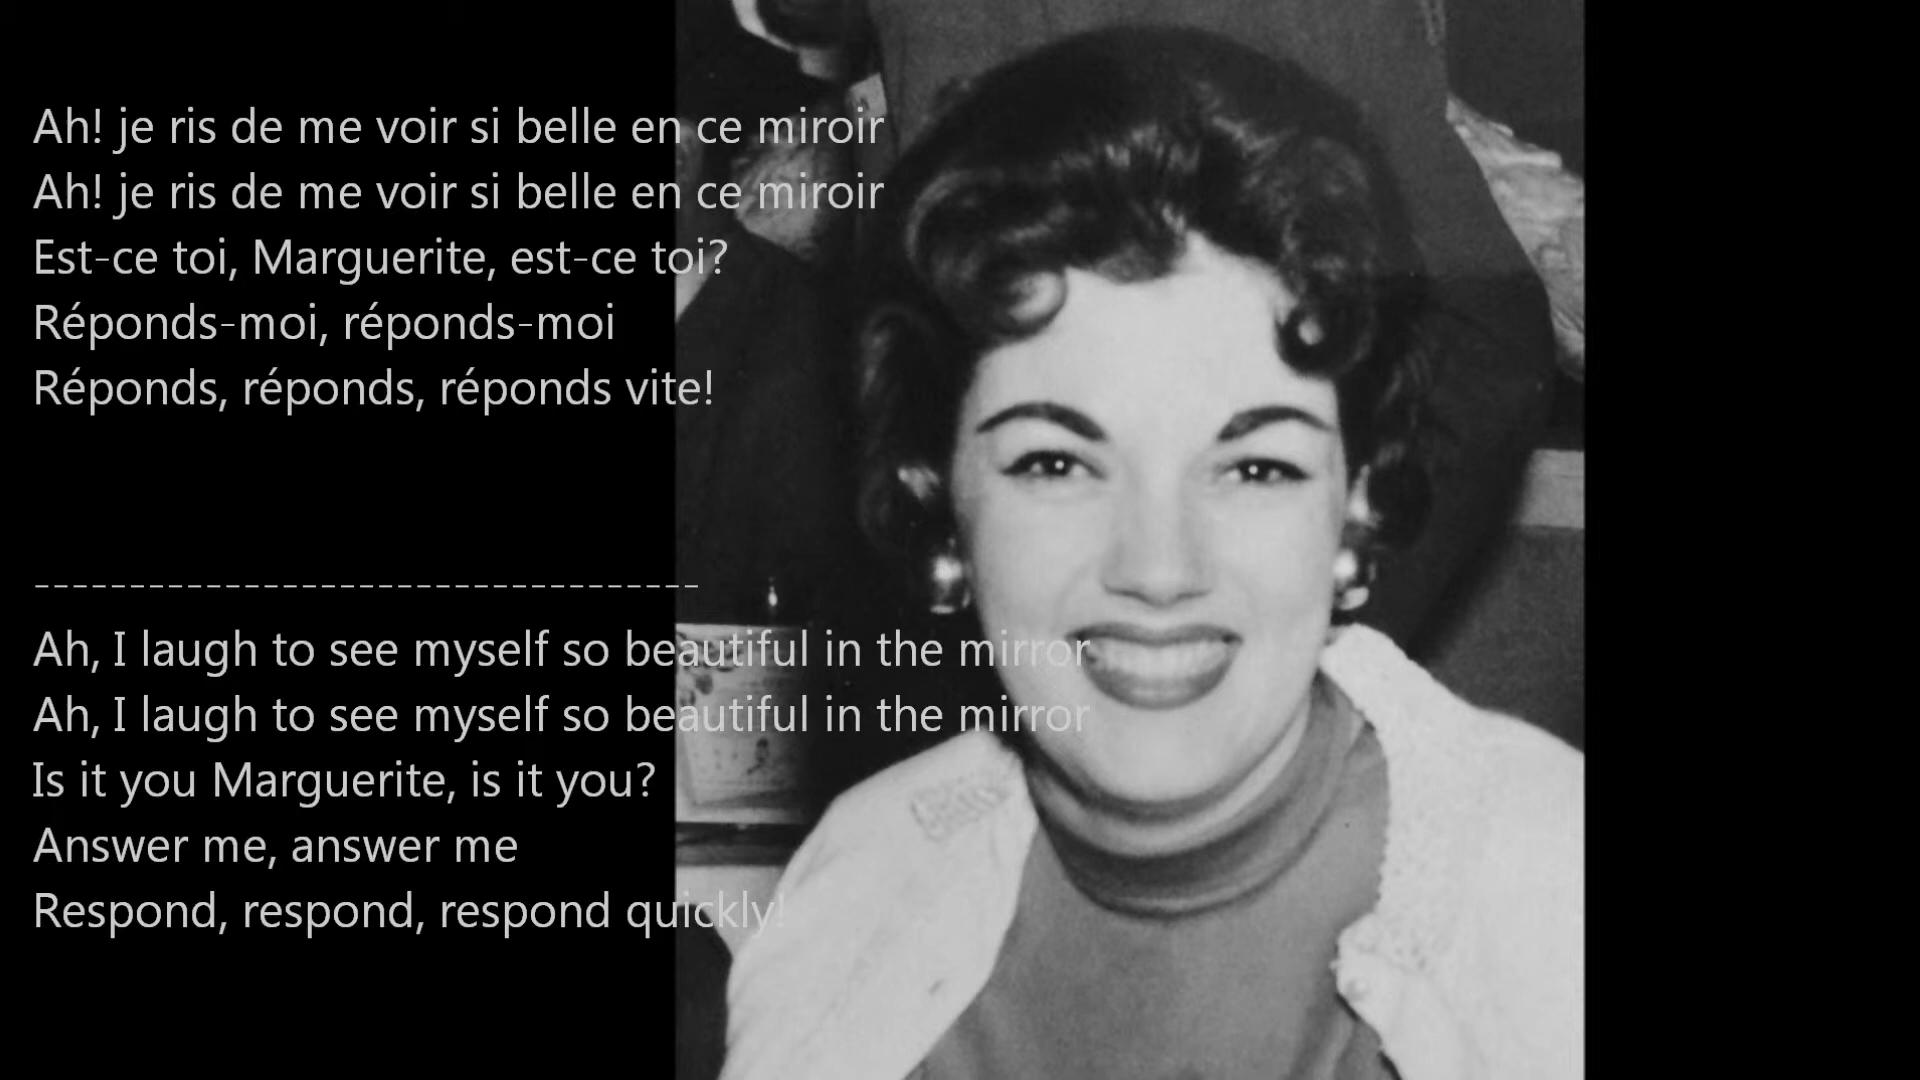 Ah! je ris de me voir si belle en ce miroir
Ah! je ris de me voir si belle en ce miroir
Est-ce toi, Marguerite, est-ce toi?
Réponds-moi, réponds-moi
Réponds, réponds, réponds vite!
-----------------------------------
Ah, I laugh to see myself so beautiful in the mirror
Ah, I laugh to see myself so beautiful in the mirror
Is it you Marguerite, is it you?
Answer me, answer me
Respond, respond, respond quickly!